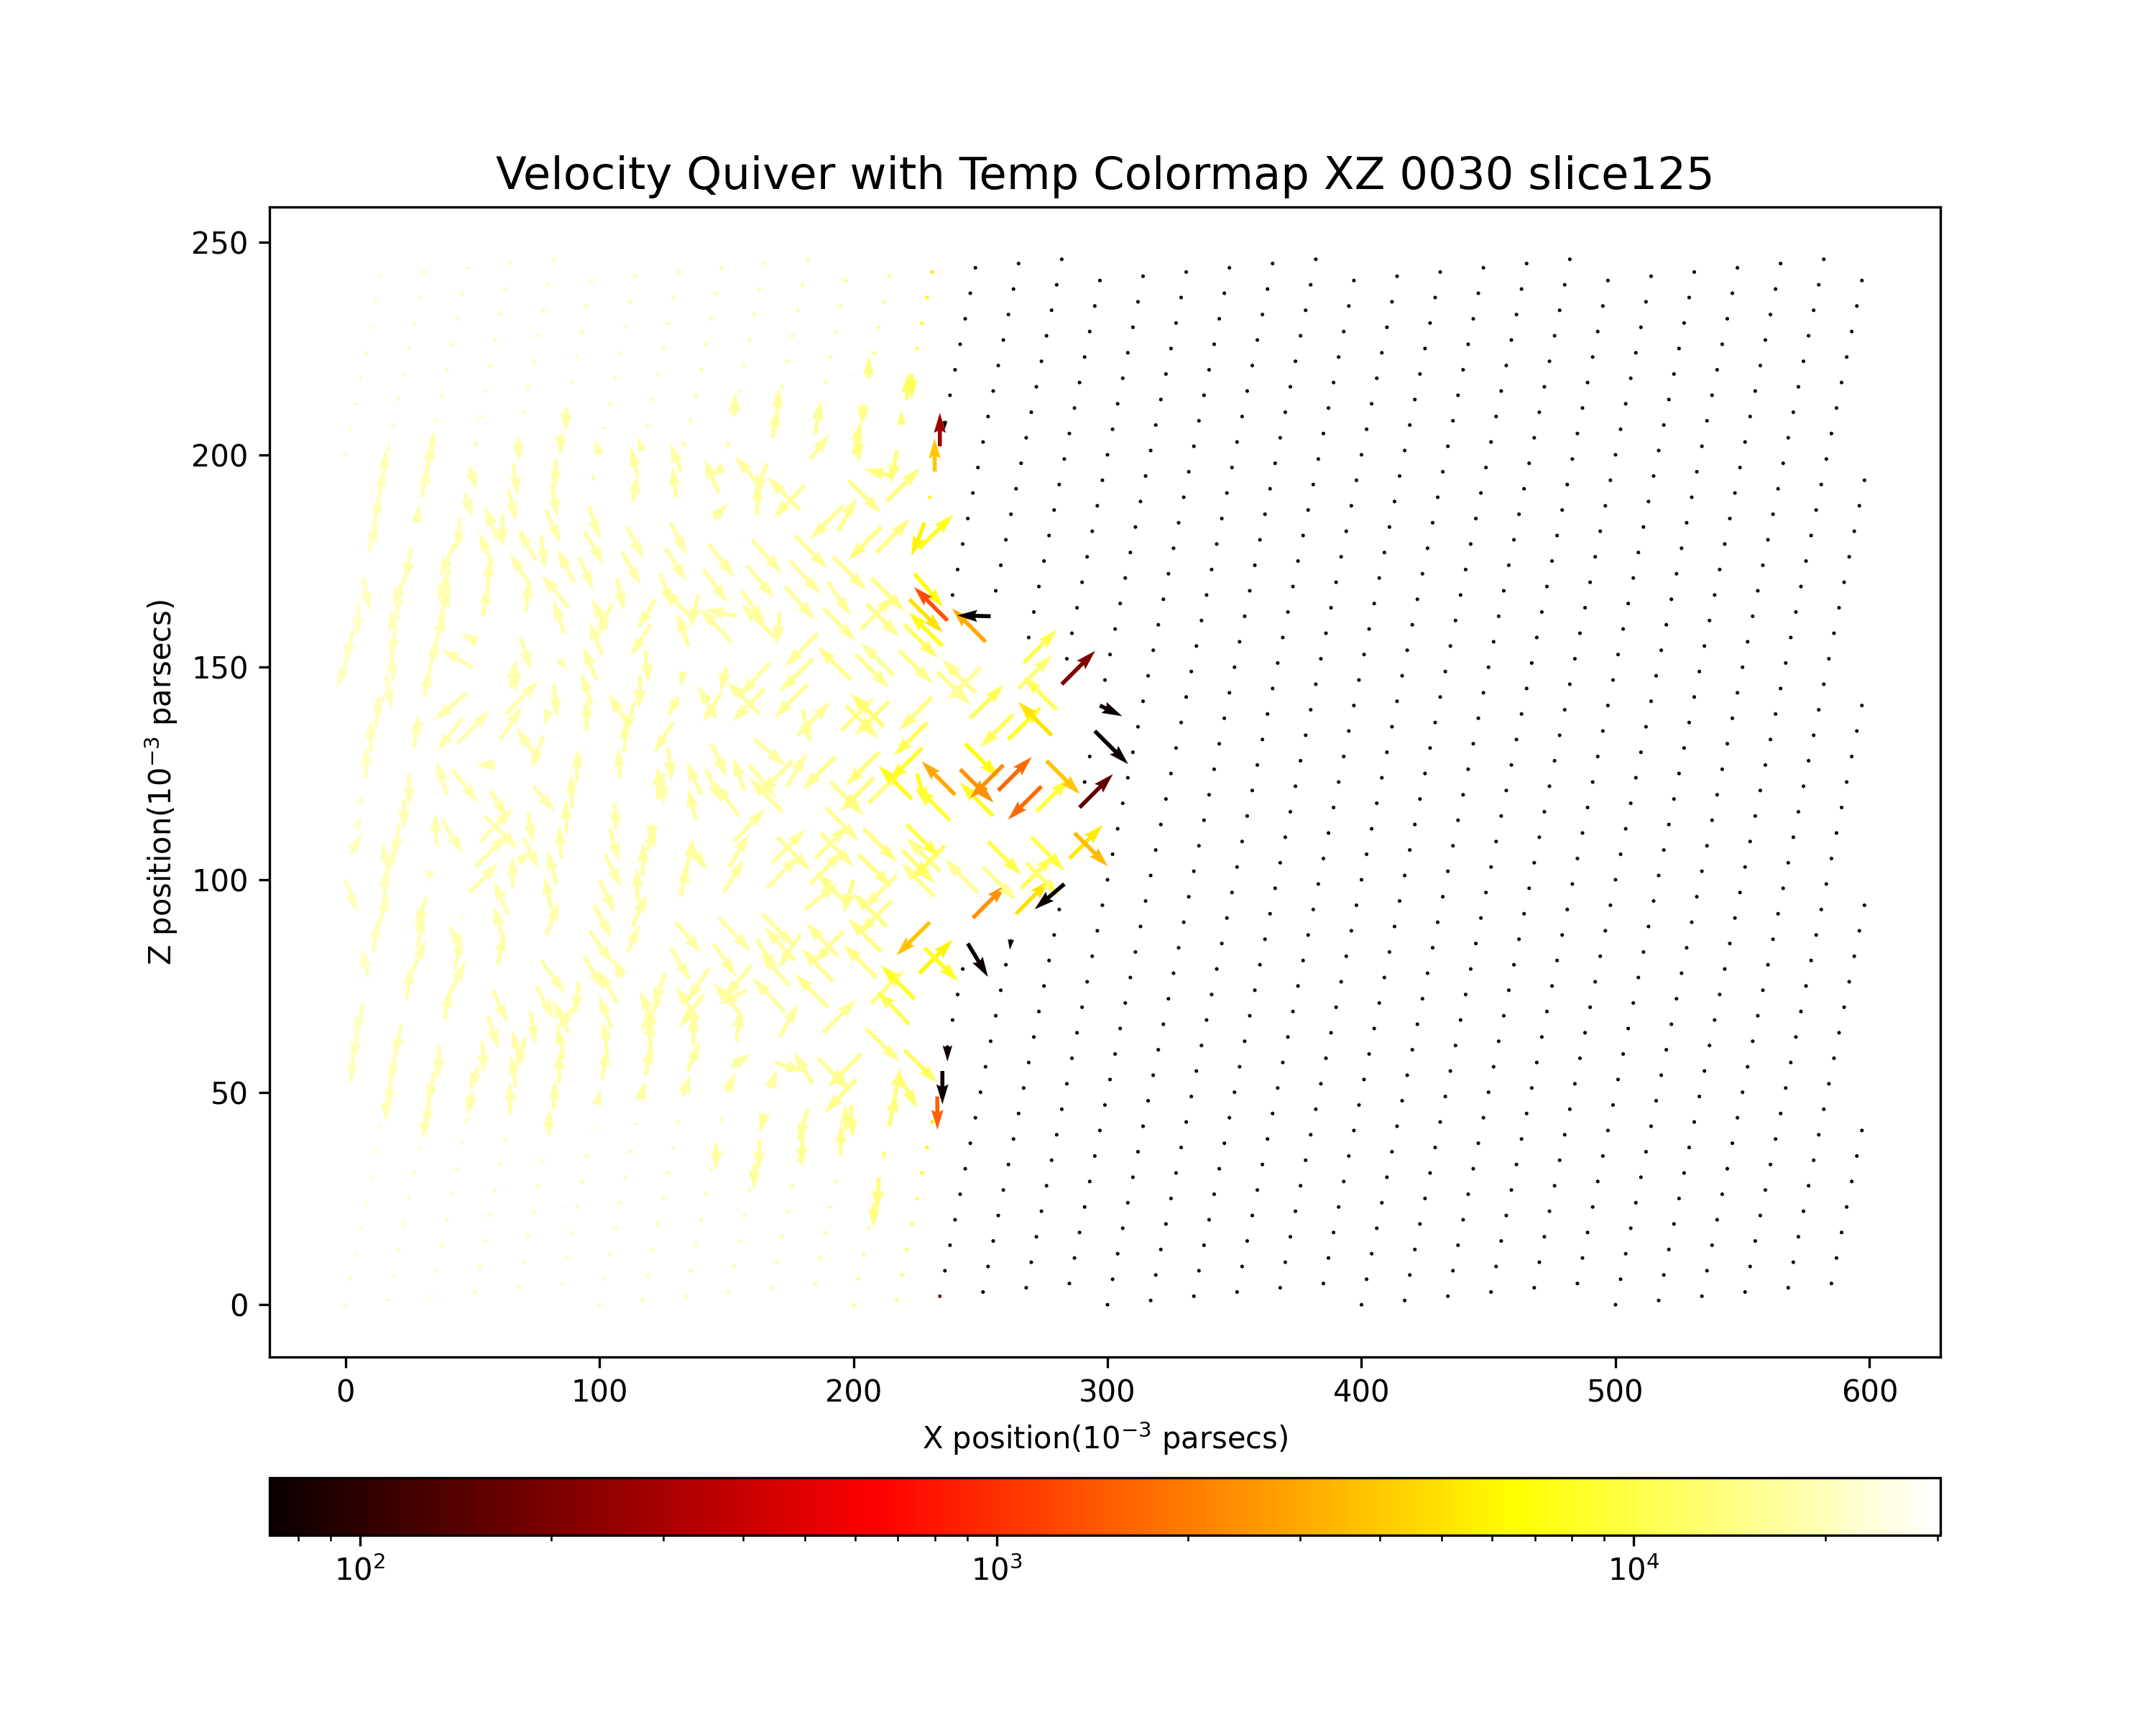 Velocity Quiver with Temp Colormap XZ 0030 slice125
250
200
150
100
50
0
Z position(10⁻³ parsecs)
0 100 200 300 400 500 600
X position(10⁻³ parsecs)
10² 10³ 10⁴